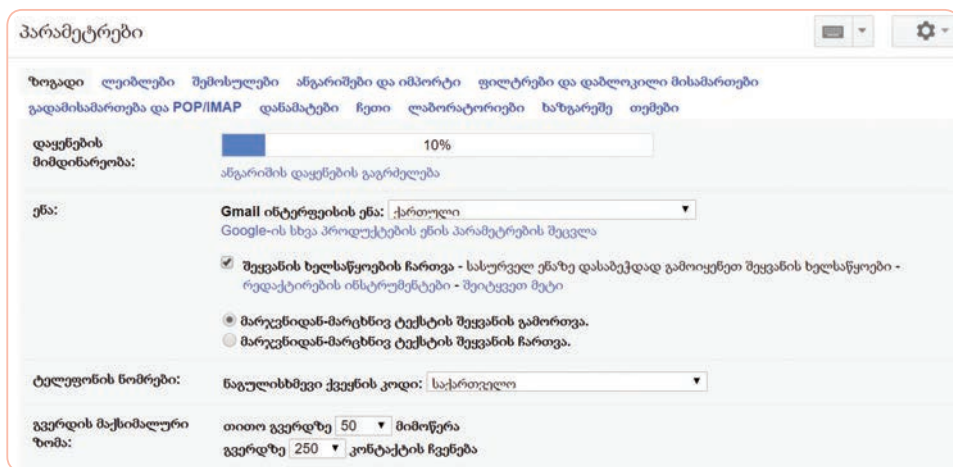 პარამეტრები
ზოგადი ლეიბლები შემოსულები ანგარიშები და იმპორტი ფილტრები და დაბლოკილი მისამართები
გადამისამართება და POP/IMAP დანამატები ჩეთი ლაბორატორიები ხაზგარეშე თემები
დაყენების მიმდინარეობა:
10%
ანგარიშის დაყენების გაგრძელება
ენა:
Gmail ინტერფეისის ენა: ქართული
Google-ის სხვა პროდუქტების ენის პარამეტრების შეცვლა
შეყვანის ხელსაწყოების ჩართვა - სასურველ ენაზე დასაბეჭდად გამოიყენეთ შეყვანის ხელსაწყოები -
რედაქტირების ინსტრუმენტები - შეიტყვეთ მეტი
მარჯვნიდან-მარცხნივ ტექსტის შეყვანის გამორთვა.
მარჯვნიდან-მარცხნივ ტექსტის შეყვანის ჩართვა.
ტელეფონის ნომრები:
ნაგულისხმევი ქვეყნის კოდი: საქართველო
გვერდის მაქსიმალური ზომა:
თითო გვერდზე 50 მიმოწერა
გვერდზე 250 კონტაქტის ჩვენება